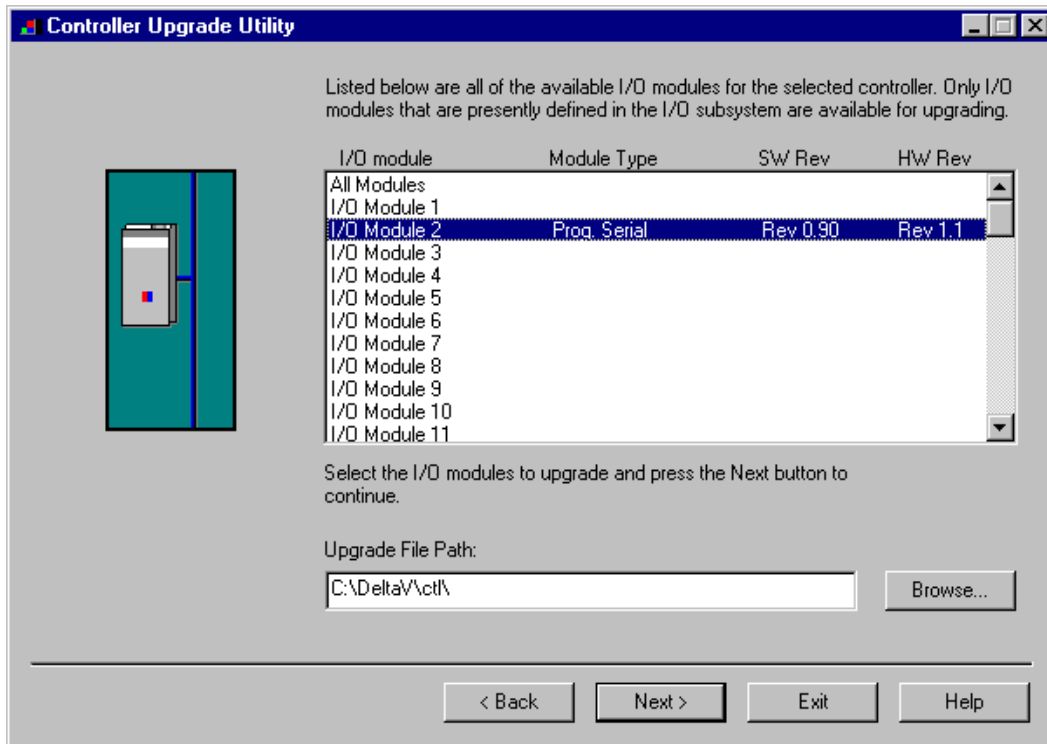 Controller Upgrade Utility
Listed below are all of the available I/O modules for the selected controller. Only I/O
modules that are presently defined in the I/O subsystem are available for upgrading.
I/O module Module Type SW Rev HW Rev
All Modules
I/O Module 1
I/O Module 2 Prog. Serial Rev 0.90 Rev 1.1
I/O Module 3
I/O Module 4
I/O Module 5
I/O Module 6
I/O Module 7
I/O Module 8
I/O Module 9
I/O Module 10
I/O Module 11
Select the I/O modules to upgrade and press the Next button to
continue.
Upgrade File Path:
C:\DeltaV\ctl\
Browse...
< Back Next > Exit Help